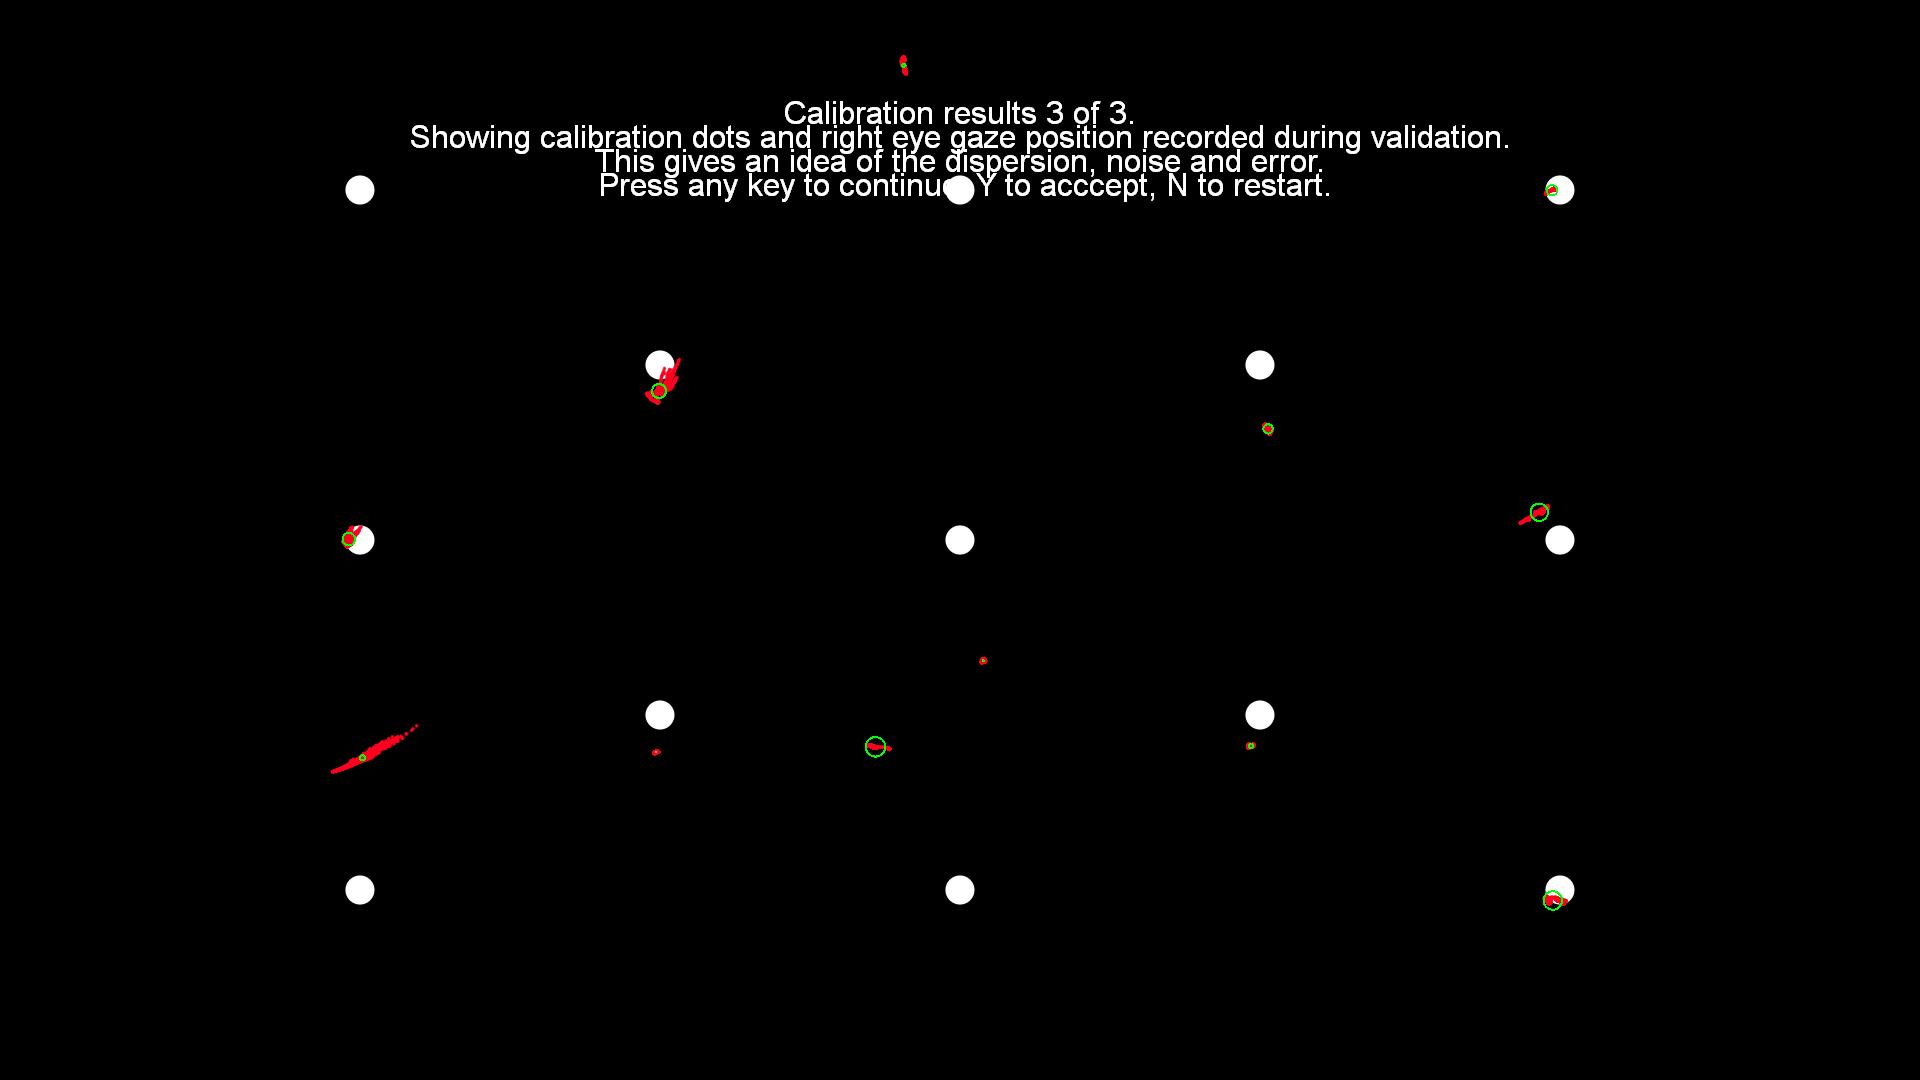 Calibration results 3 of 3.
Showing calibration dots and right eye gaze position recorded during validation.
This gives an idea of the dispersion, noise and error.
Press any key to continue Y to acccept, N to restart.